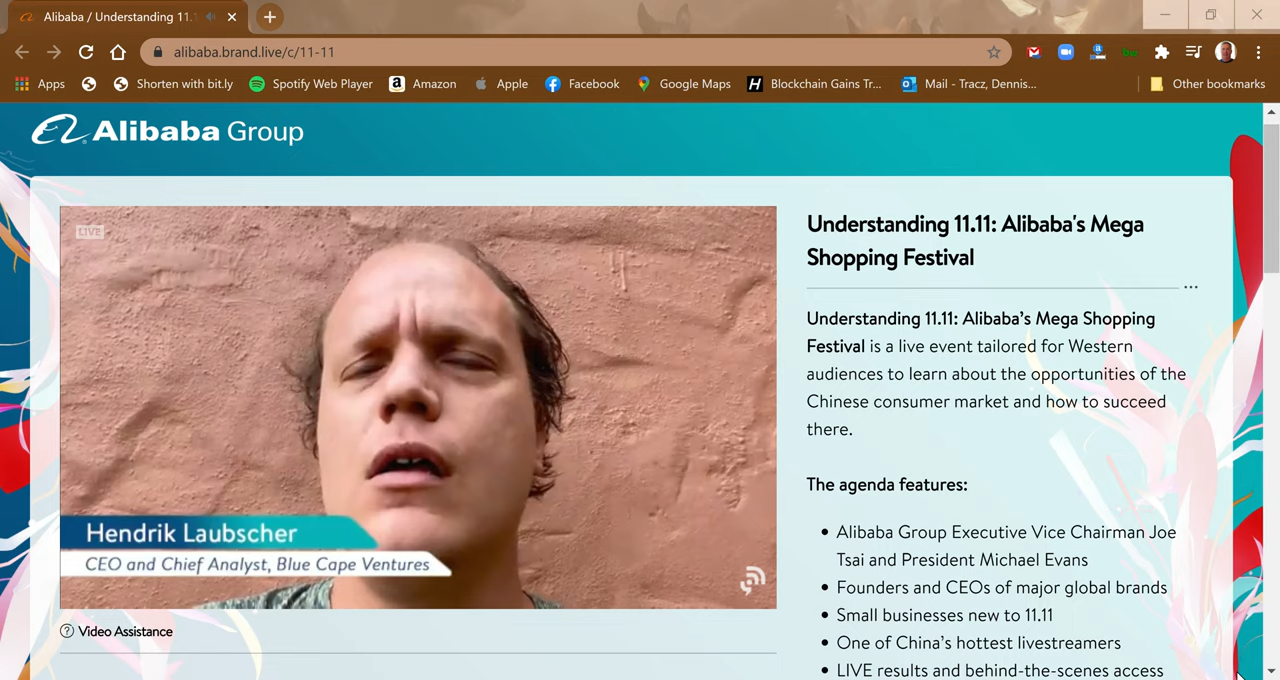 Alibaba / Understanding 11.1
alibaba.brand.live/c/11-11
Apps
Shorten with bit.ly
Spotify Web Player
Amazon
Apple
Facebook
Google Maps
Blockchain Gains Tr...
Mail - Tracz, Dennis...
Other bookmarks
Alibaba Group
LIVE
Hendrik Laubscher
CEO and Chief Analyst, Blue Cape Ventures
Video Assistance
Understanding 11.11: Alibaba's Mega
Shopping Festival
Understanding 11.11: Alibaba's Mega Shopping
Festival is a live event tailored for Western
audiences to learn about the opportunities of the
Chinese consumer market and how to succeed
there.
The agenda features:
• Alibaba Group Executive Vice Chairman Joe
Tsai and President Michael Evans
• Founders and CEOs of major global brands
• Small businesses new to 11.11
• One of China's hottest livestreamers
• LIVE results and behind-the-scenes access